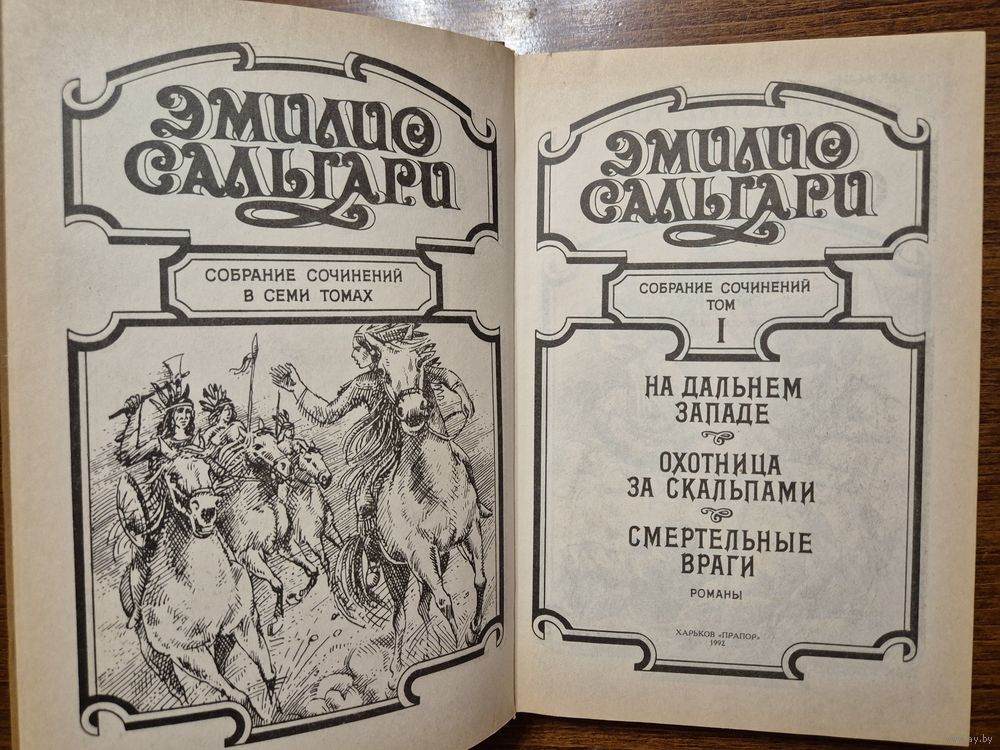 ЭМИЛИО
САЛЬГАРИ
СОБРАНИЕ СОЧИНЕНИЙ
В СЕМИ ТОМАХ
ЭМИЛИО
САЛЬГАРИ
СОБРАНИЕ СОЧИНЕНИЙ
ТОМ
I
НА ДАЛЬНЕМ
ЗАПАДЕ
ОХОТНИЦА
ЗА СКАЛЬПАМИ
СМЕРТЕЛЬНЫЕ
ВРАГИ
РОМАНЫ
ХАРЬКОВ «ПРАПОР»
1992